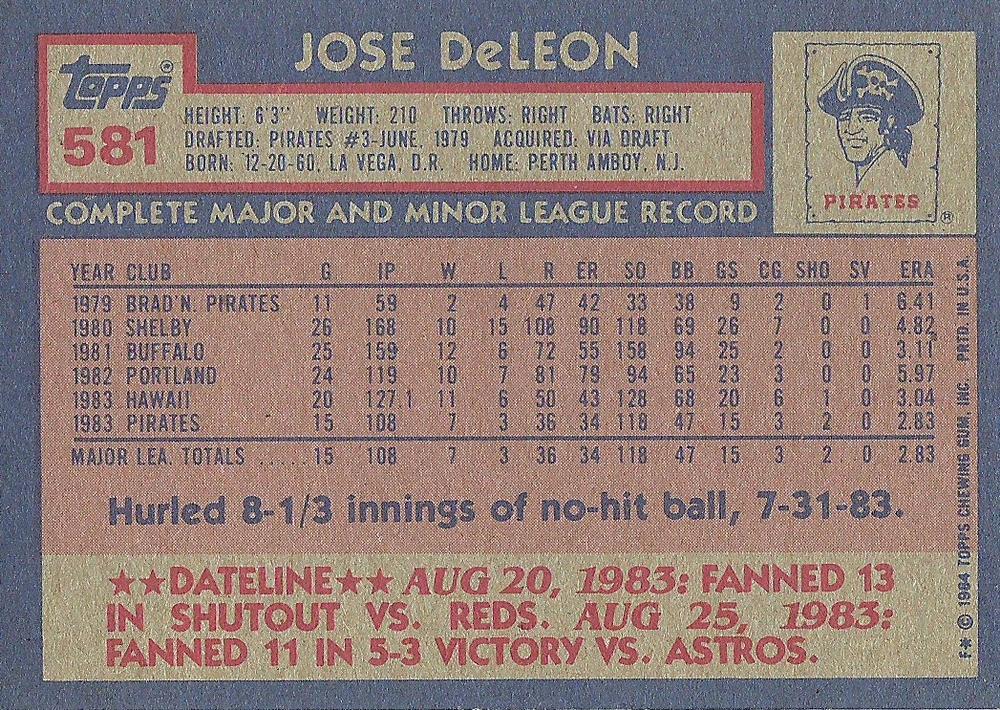 JOSE DeLEON
TOPPS®
581
HEIGHT: 6'3" WEIGHT: 210 THROWS: RIGHT BATS: RIGHT
DRAFTED: PIRATES #3-JUNE, 1979 ACQUIRED: VIA DRAFT
BORN: 12-20-60, LA VEGA, D.R. HOME: PERTH AMBOY, N.J.
PIRATES ®
COMPLETE MAJOR AND MINOR LEAGUE RECORD
YEAR CLUB G IP W L R ER SO BB GS CG SHO SV ERA
1979 BRAD'N. PIRATES 11 59 2 4 47 42 33 38 9 2 0 1 6.41
1980 SHELBY 26 168 10 15 108 90 118 69 26 7 0 0 4.82
1981 BUFFALO 25 159 12 6 72 55 158 94 25 2 0 0 3.11
1982 PORTLAND 24 119 10 7 81 79 94 65 23 3 0 0 5.97
1983 HAWAII 20 127.1 11 6 50 43 128 68 20 6 1 0 3.04
1983 PIRATES 15 108 7 3 36 34 118 47 15 3 2 0 2.83
MAJOR LEA. TOTALS ..... 15 108 7 3 36 34 118 47 15 3 2 0 2.83
Hurled 8-1/3 innings of no-hit ball, 7-31-83.
★★DATELINE★★ AUG 20, 1983: FANNED 13
IN SHUTOUT VS. REDS. AUG 25, 1983:
FANNED 11 IN 5-3 VICTORY VS. ASTROS.
F* © 1984 TOPPS CHEWING GUM, INC. PRTD. IN U.S.A.